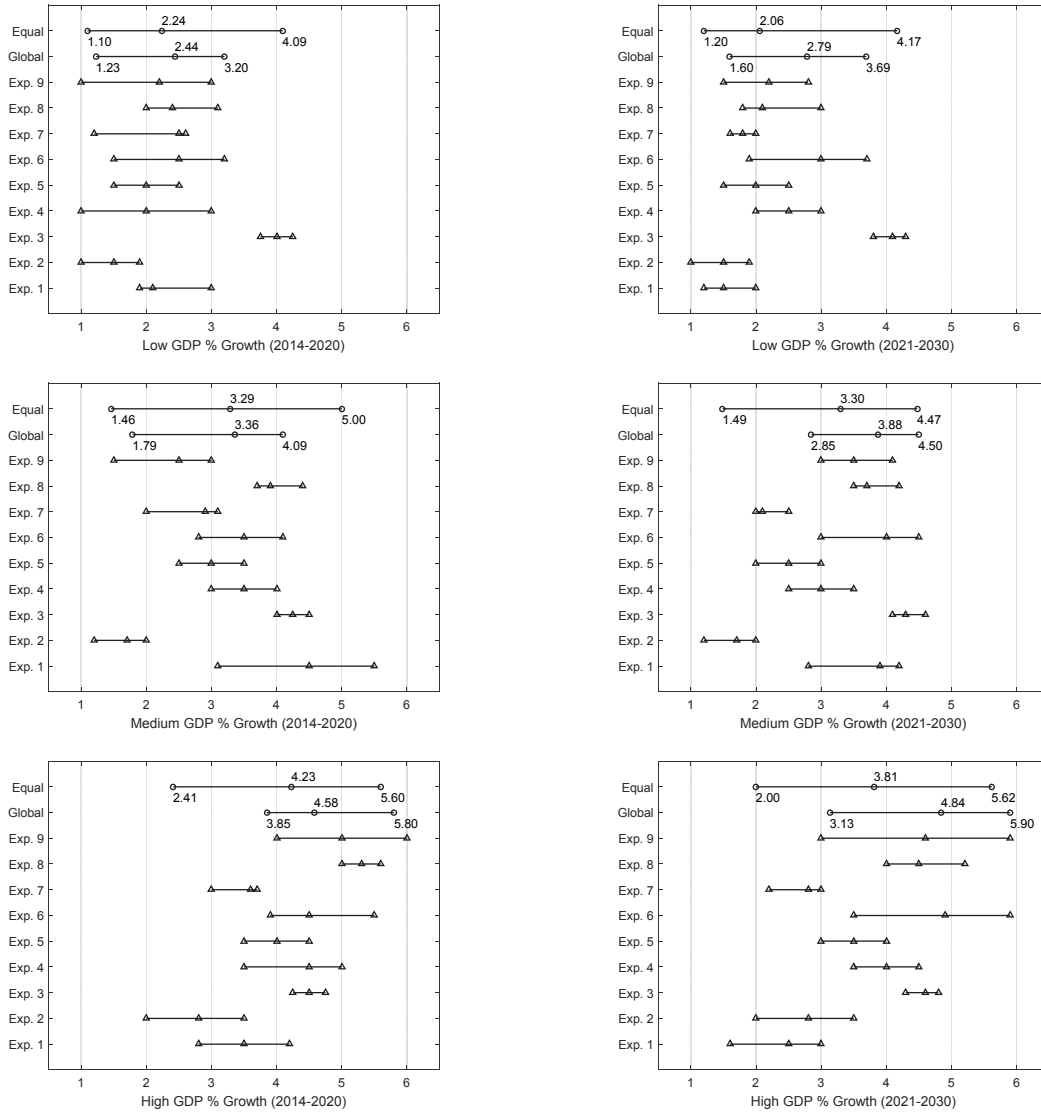 Equal
2.24
1.10
4.09
Global
2.44
1.23
3.20
Exp. 9
Exp. 8
Exp. 7
Exp. 6
Exp. 5
Exp. 4
Exp. 3
Exp. 2
Exp. 1
1 2 3 4 5 6
Low GDP % Growth (2014-2020)
Equal
2.06
1.20
4.17
Global
2.79
1.60
3.69
Exp. 9
Exp. 8
Exp. 7
Exp. 6
Exp. 5
Exp. 4
Exp. 3
Exp. 2
Exp. 1
1 2 3 4 5 6
Low GDP % Growth (2021-2030)
Equal
3.29
1.46
5.00
Global
3.36
1.79
4.09
Exp. 9
Exp. 8
Exp. 7
Exp. 6
Exp. 5
Exp. 4
Exp. 3
Exp. 2
Exp. 1
1 2 3 4 5 6
Medium GDP % Growth (2014-2020)
Equal
3.30
1.49
4.47
Global
3.88
2.85
4.50
Exp. 9
Exp. 8
Exp. 7
Exp. 6
Exp. 5
Exp. 4
Exp. 3
Exp. 2
Exp. 1
1 2 3 4 5 6
Medium GDP % Growth (2021-2030)
Equal
4.23
2.41
5.60
Global
4.58
3.85
5.80
Exp. 9
Exp. 8
Exp. 7
Exp. 6
Exp. 5
Exp. 4
Exp. 3
Exp. 2
Exp. 1
1 2 3 4 5 6
High GDP % Growth (2014-2020)
Equal
3.81
2.00
5.62
Global
4.84
3.13
5.90
Exp. 9
Exp. 8
Exp. 7
Exp. 6
Exp. 5
Exp. 4
Exp. 3
Exp. 2
Exp. 1
1 2 3 4 5 6
High GDP % Growth (2021-2030)